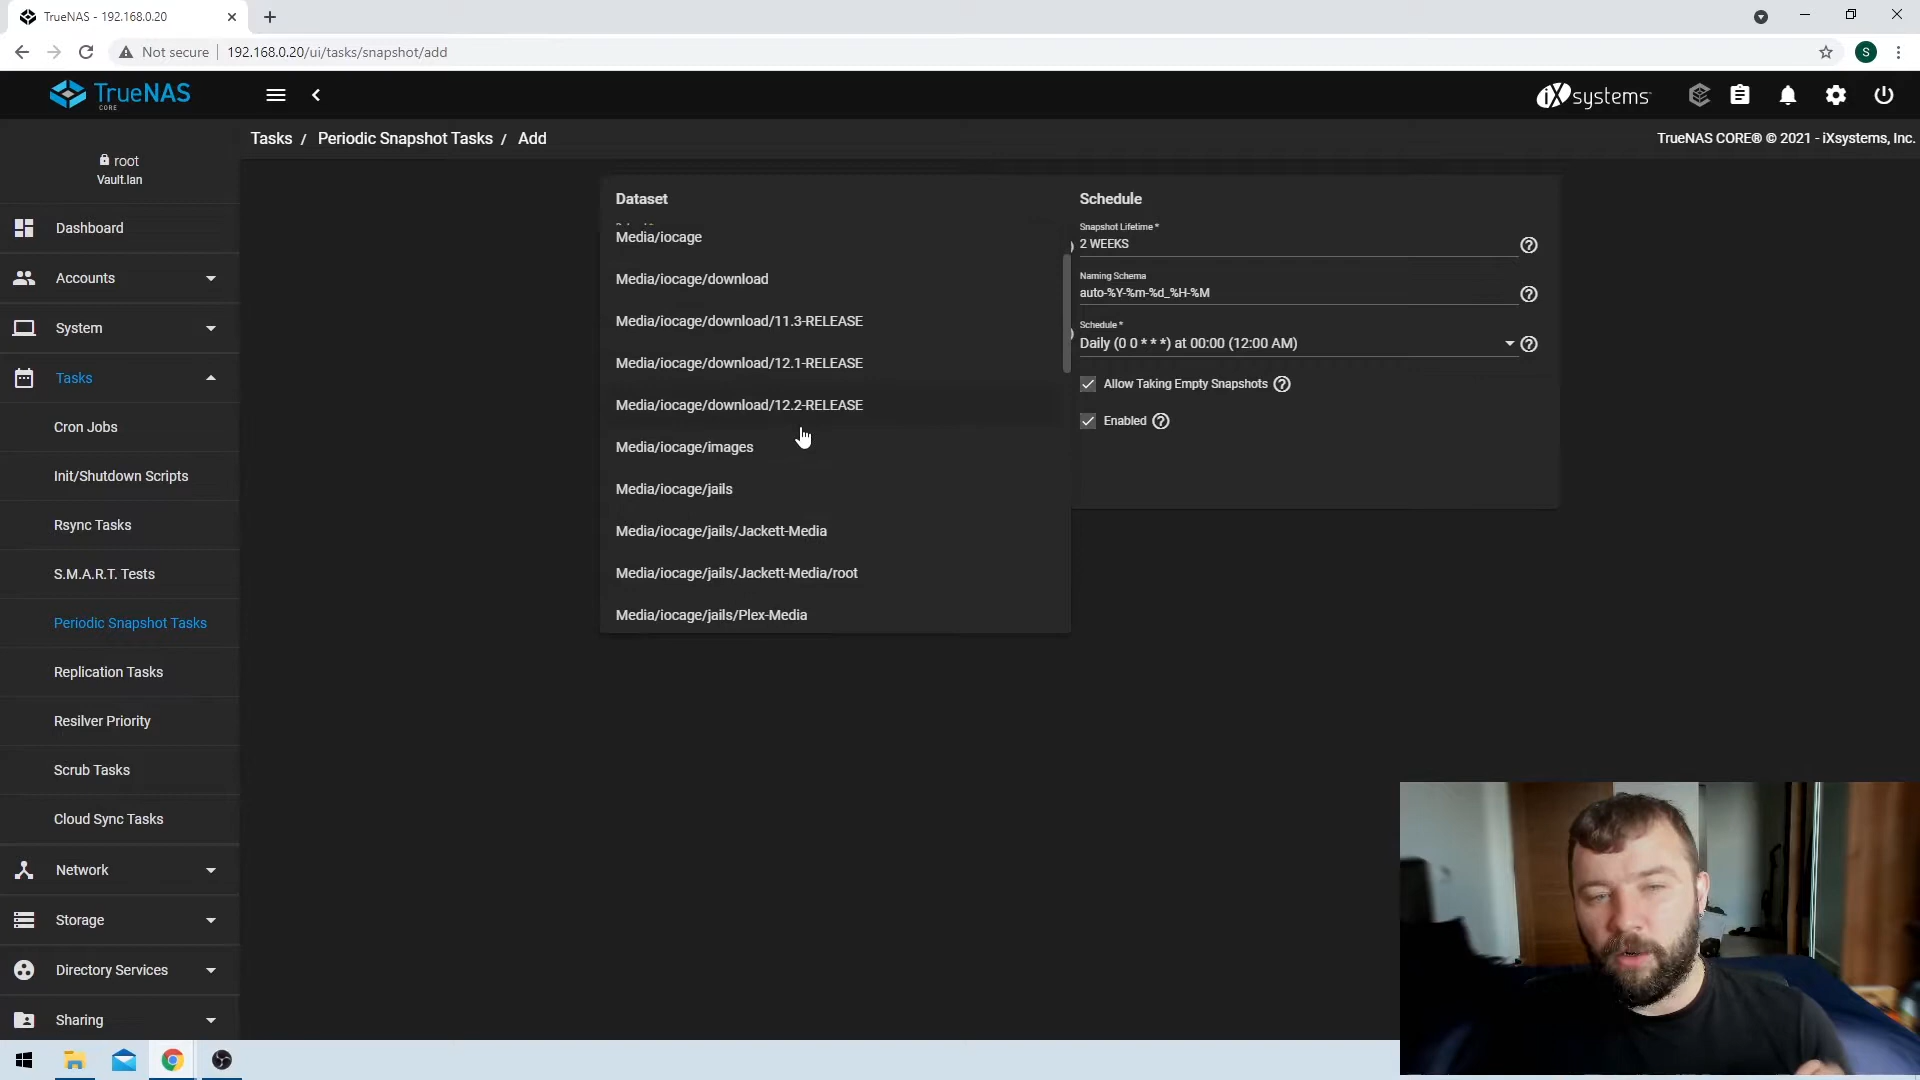 TrueNAS - 192.168.0.20
Not secure
192.168.0.20/ui/tasks/snapshot/add
S
TrueNAS
CORE
iXsystems
Tasks / Periodic Snapshot Tasks / Add
TrueNAS CORE® © 2021 - iXsystems, Inc.
root
Vault.lan
Dashboard
Accounts
System
Tasks
Cron Jobs
Init/Shutdown Scripts
Rsync Tasks
S.M.A.R.T. Tests
Periodic Snapshot Tasks
Replication Tasks
Resilver Priority
Scrub Tasks
Cloud Sync Tasks
Network
Storage
Directory Services
Sharing
Dataset
Media/iocage
Media/iocage/download
Media/iocage/download/11.3-RELEASE
Media/iocage/download/12.1-RELEASE
Media/iocage/download/12.2-RELEASE
Media/iocage/images
Media/iocage/jails
Media/iocage/jails/Jackett-Media
Media/iocage/jails/Jackett-Media/root
Media/iocage/jails/Plex-Media
Schedule
Snapshot Lifetime *
2 WEEKS
Naming Schema
auto-%Y-%m-%d_%H-%M
Schedule *
Daily (0 0 * * *) at 00:00 (12:00 AM)
Allow Taking Empty Snapshots
Enabled